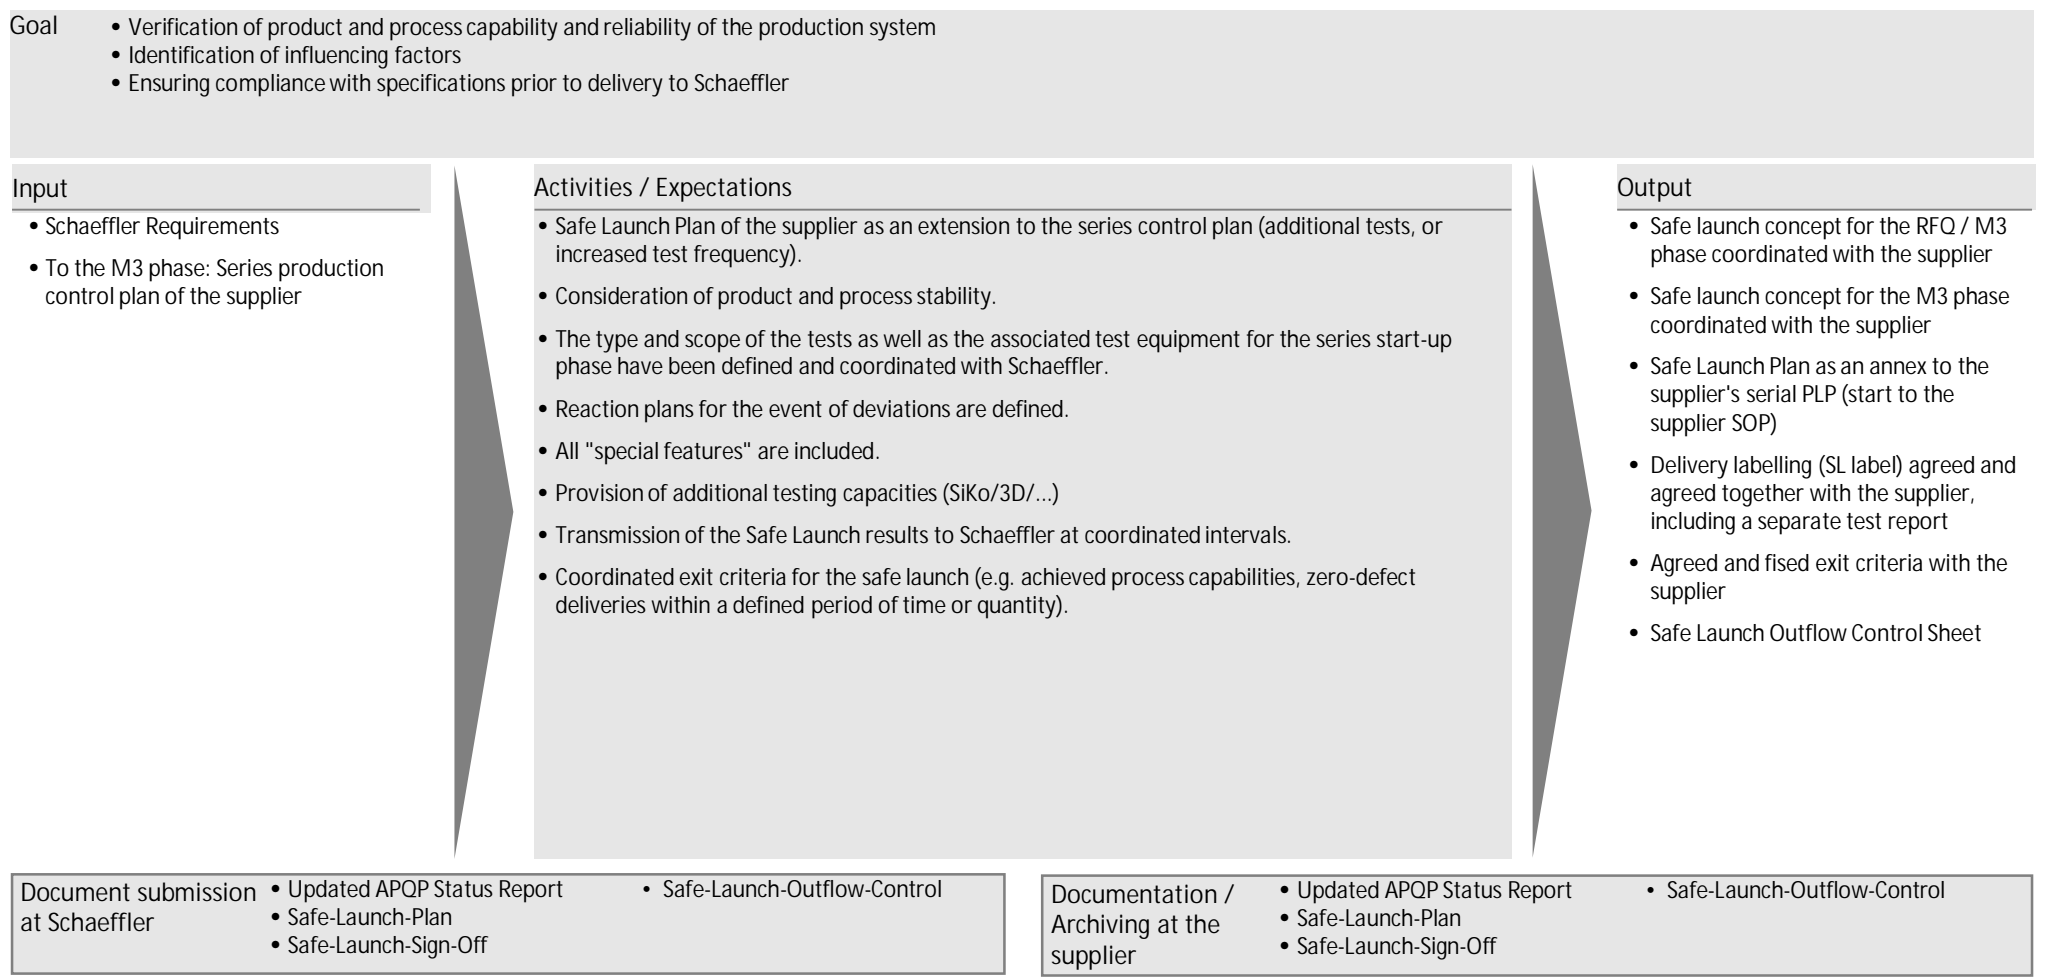 Goal
• Verification of product and process capability and reliability of the production system
• Identification of influencing factors
• Ensuring compliance with specifications prior to delivery to Schaeffler
Input
• Schaeffler Requirements
• To the M3 phase: Series production
control plan of the supplier
Activities / Expectations
• Safe Launch Plan of the supplier as an extension to the series control plan (additional tests, or
increased test frequency).
• Consideration of product and process stability.
• The type and scope of the tests as well as the associated test equipment for the series start-up
phase have been defined and coordinated with Schaeffler.
• Reaction plans for the event of deviations are defined.
• All "special features" are included.
• Provision of additional testing capacities (SiKo/3D/...)
• Transmission of the Safe Launch results to Schaeffler at coordinated intervals.
• Coordinated exit criteria for the safe launch (e.g. achieved process capabilities, zero-defect
deliveries within a defined period of time or quantity).
Output
• Safe launch concept for the RFQ / M3
phase coordinated with the supplier
• Safe launch concept for the M3 phase
coordinated with the supplier
• Safe Launch Plan as an annex to the
supplier's serial PLP (start to the
supplier SOP)
• Delivery labelling (SL label) agreed and
agreed together with the supplier,
including a separate test report
• Agreed and fised exit criteria with the
supplier
• Safe Launch Outflow Control Sheet
Document submission
at Schaeffler
• Updated APQP Status Report
• Safe-Launch-Plan
• Safe-Launch-Sign-Off
• Safe-Launch-Outflow-Control
Documentation /
Archiving at the
supplier
• Updated APQP Status Report
• Safe-Launch-Plan
• Safe-Launch-Sign-Off
• Safe-Launch-Outflow-Control